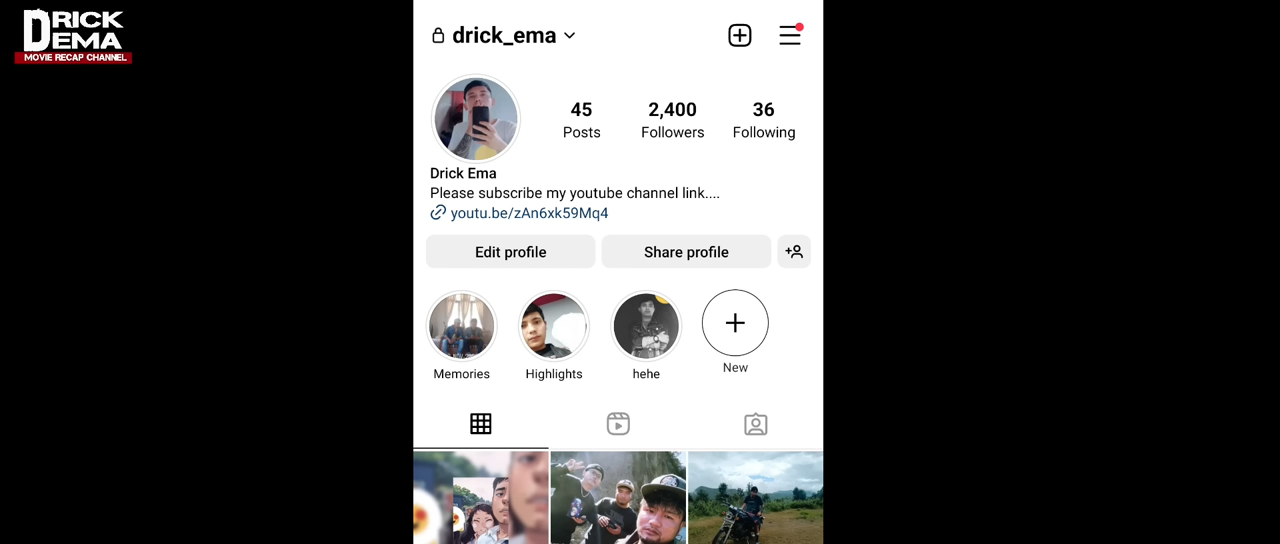 DRICK
DEMA
MOVIE RECAP CHANNEL
drick_ema
45
2,400
36
Posts
Followers
Following
Drick Ema
Please subscribe my youtube channel link....
youtu.be/zAn6xk59Mq4
Edit profile
Share profile
Memories
Highlights
hehe
New